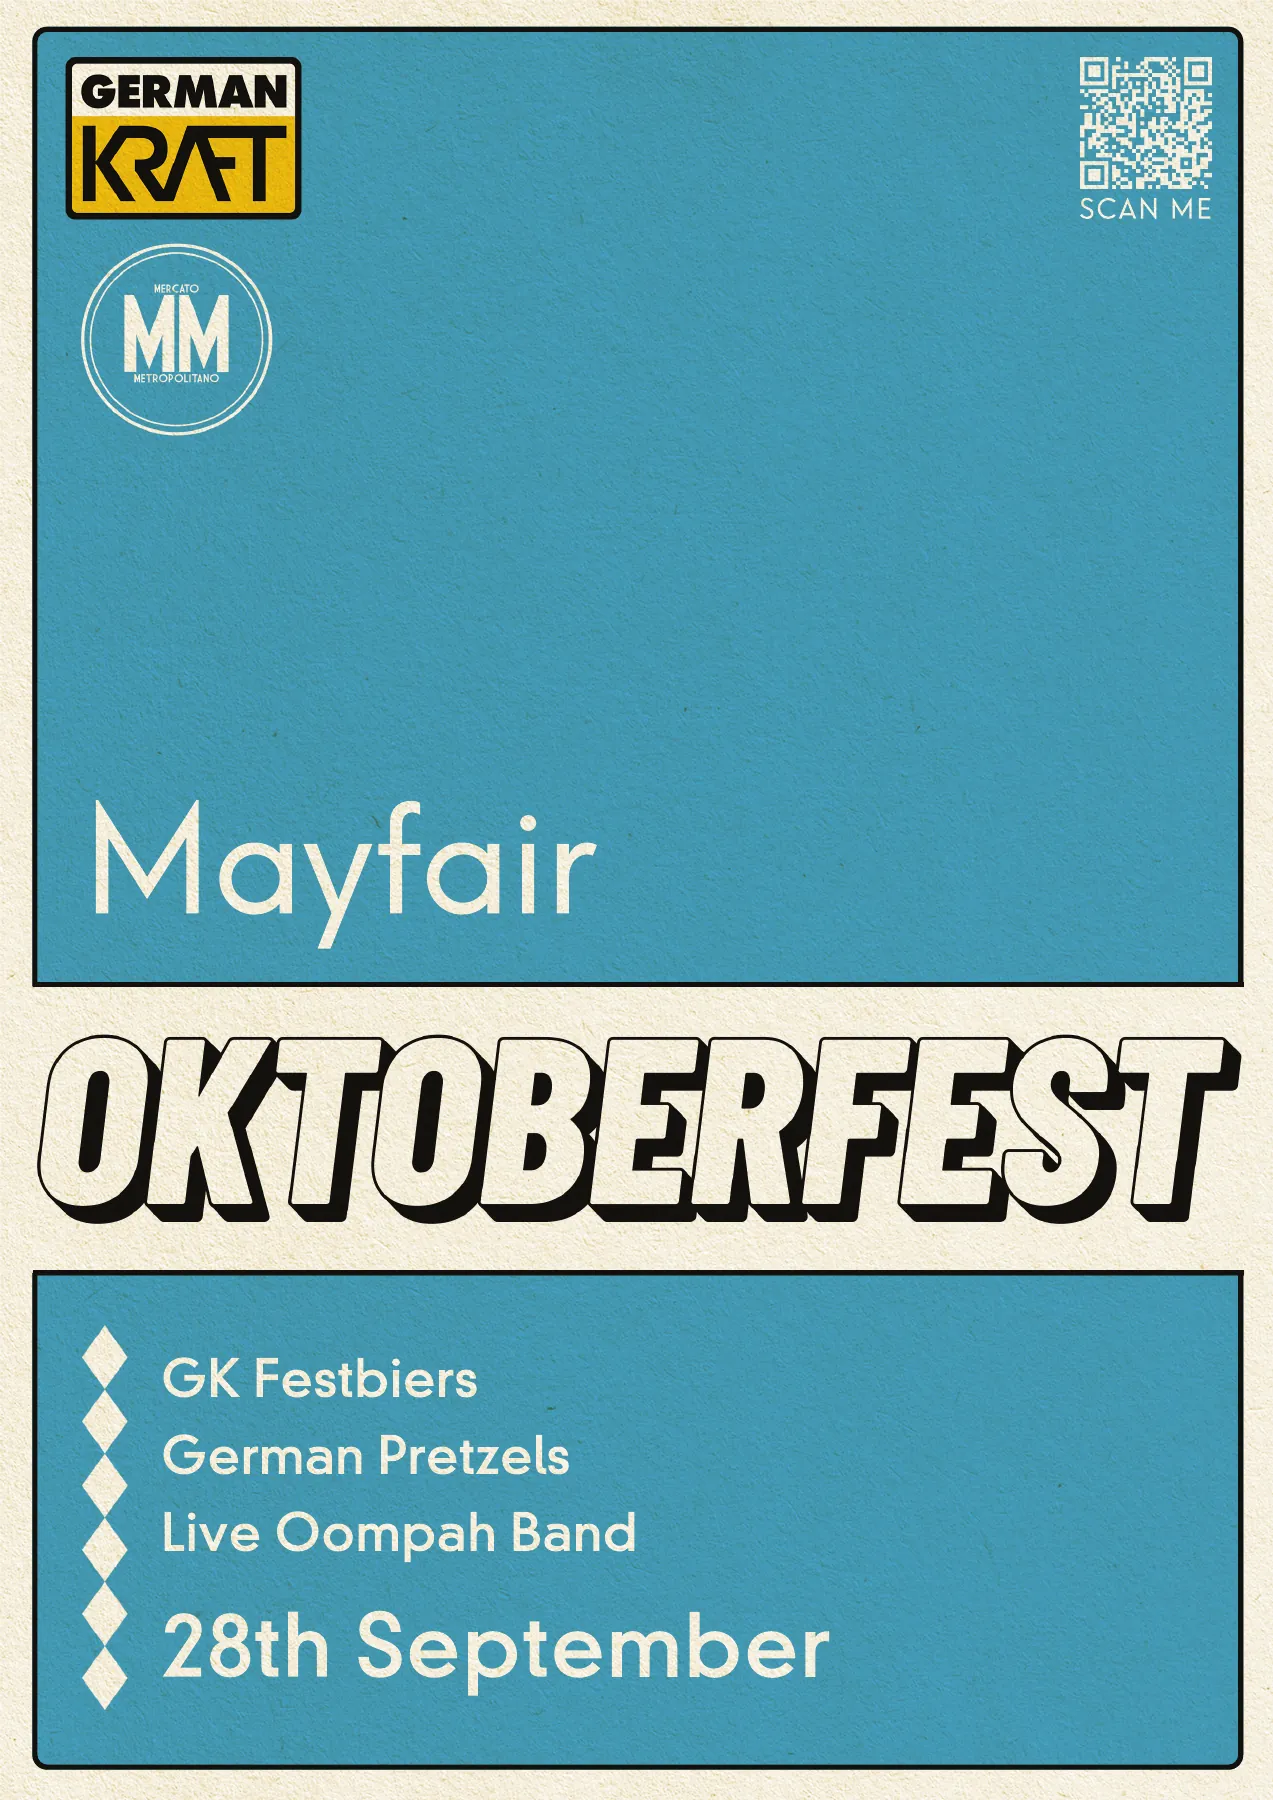 GERMAN
KRAFT
SCAN ME
MERCATO
MM
METROPOLITANO
Mayfair
OKTOBERFEST
GK Festbiers
German Pretzels
Live Oompah Band
28th September